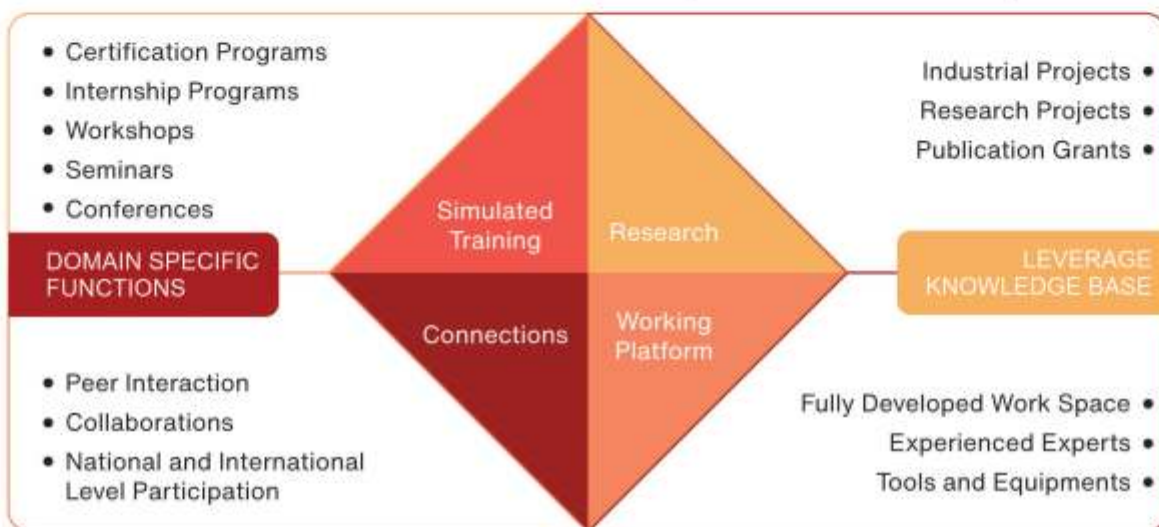 • Certification Programs
• Internship Programs
• Workshops
• Seminars
• Conferences
DOMAIN SPECIFIC
FUNCTIONS
• Peer Interaction
• Collaborations
• National and International
Level Participation
Simulated
Training
Research
Connections
Working
Platform
Industrial Projects •
Research Projects •
Publication Grants •
LEVERAGE
KNOWLEDGE BASE
Fully Developed Work Space •
Experienced Experts •
Tools and Equipments •